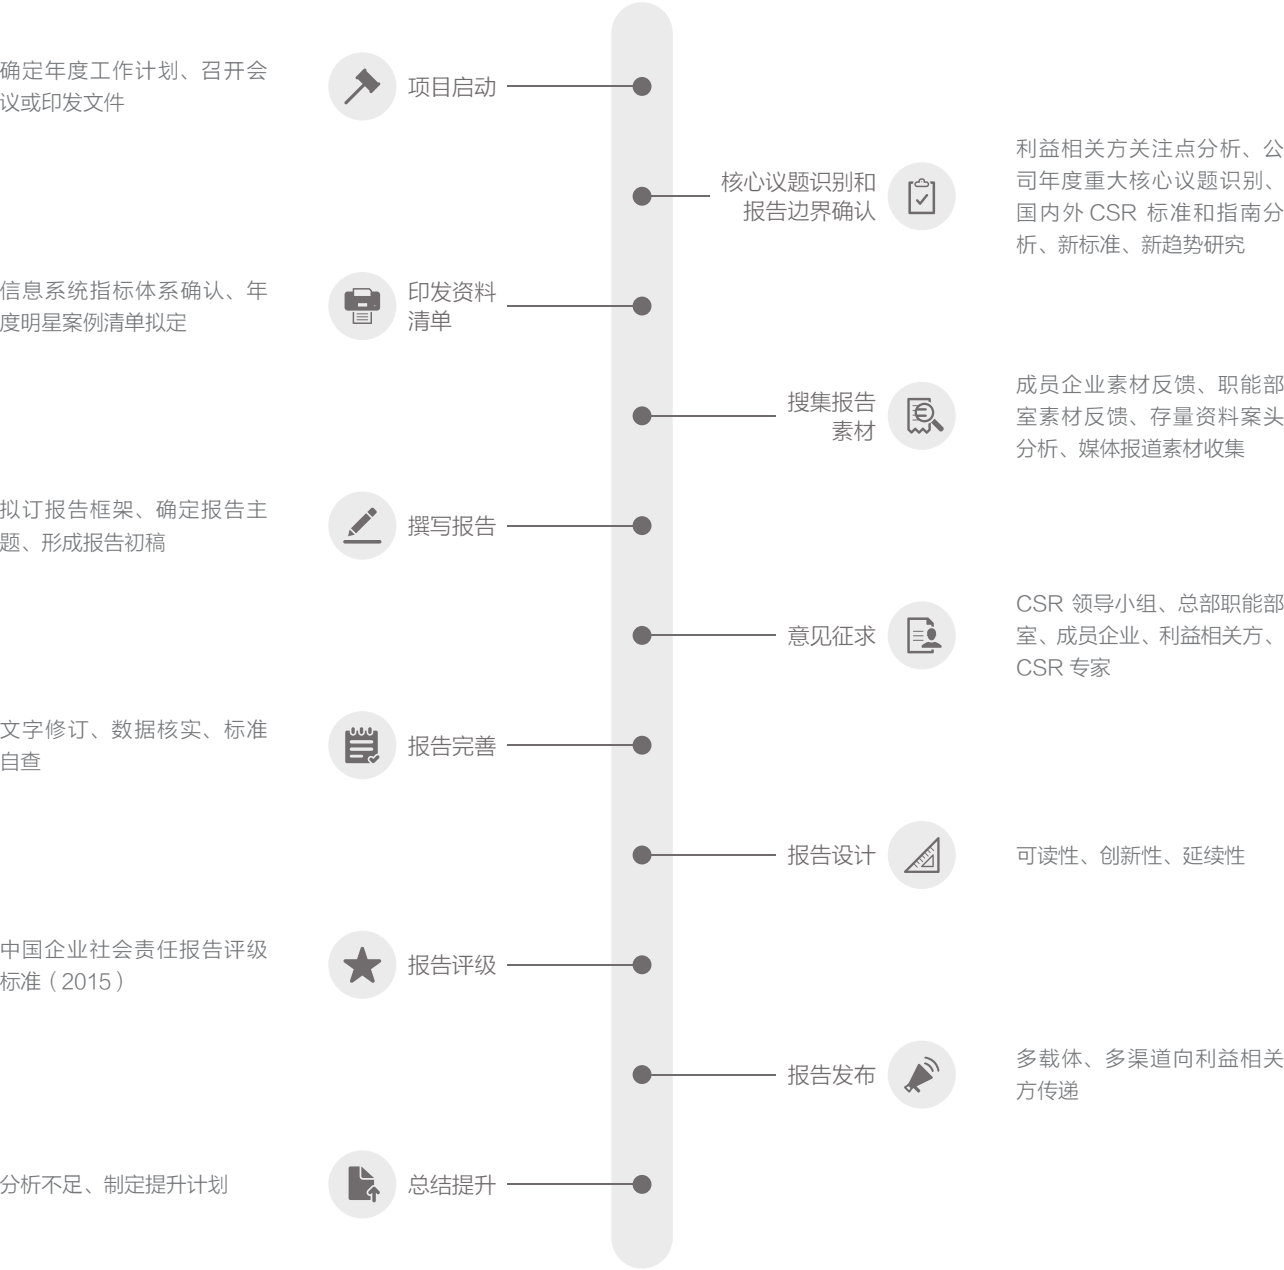 确定年度工作计划、召开会
议或印发文件
项目启动
核心议题识别和
报告边界确认
利益相关方关注点分析、公
司年度重大核心议题识别、
国内外 CSR 标准和指南分
析、新标准、新趋势研究
信息系统指标体系确认、年
度明星案例清单拟定
印发资料
清单
搜集报告
素材
成员企业素材反馈、职能部
室素材反馈、存量资料案头
分析、媒体报道素材收集
拟订报告框架、确定报告主
题、形成报告初稿
撰写报告
意见征求
CSR 领导小组、总部职能部
室、成员企业、利益相关方、
CSR 专家
文字修订、数据核实、标准
自查
报告完善
报告设计
可读性、创新性、延续性
中国企业社会责任报告评级
标准（2015）
报告评级
报告发布
多载体、多渠道向利益相关
方传递
分析不足、制定提升计划
总结提升